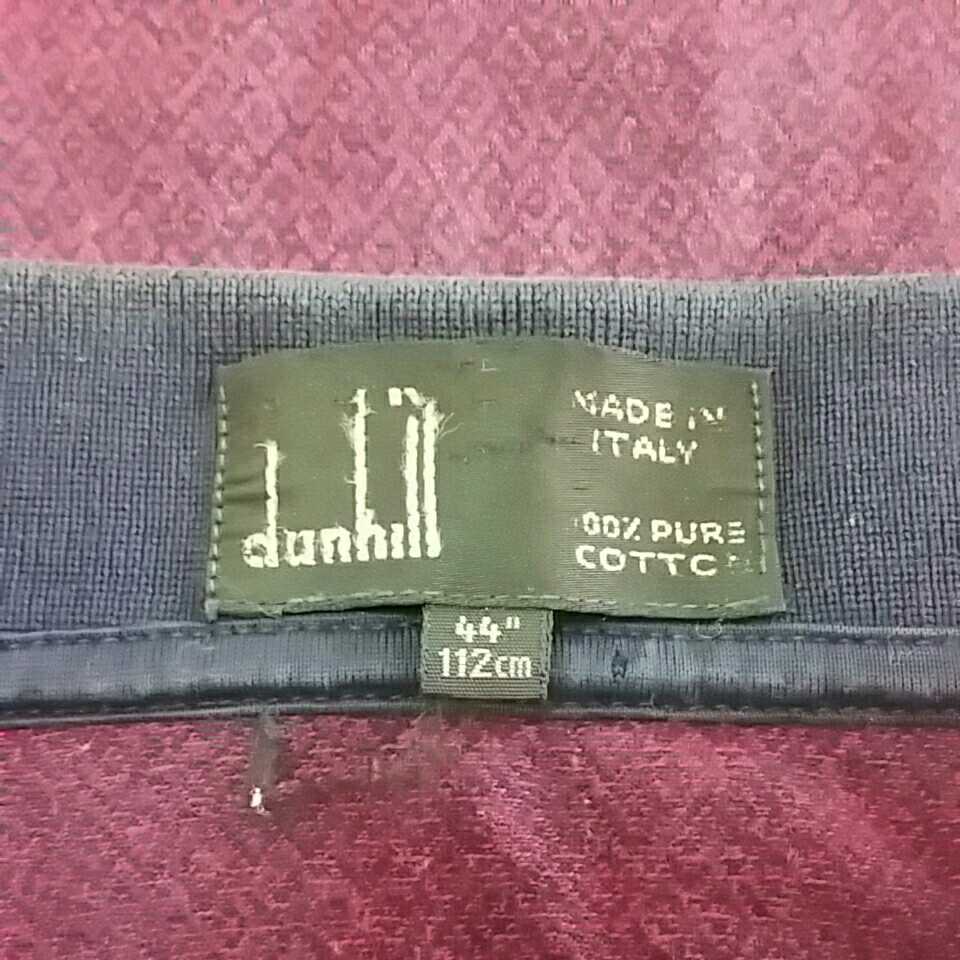 dunhill
MADE IN
ITALY
100% PURE
COTTON
44"
112cm